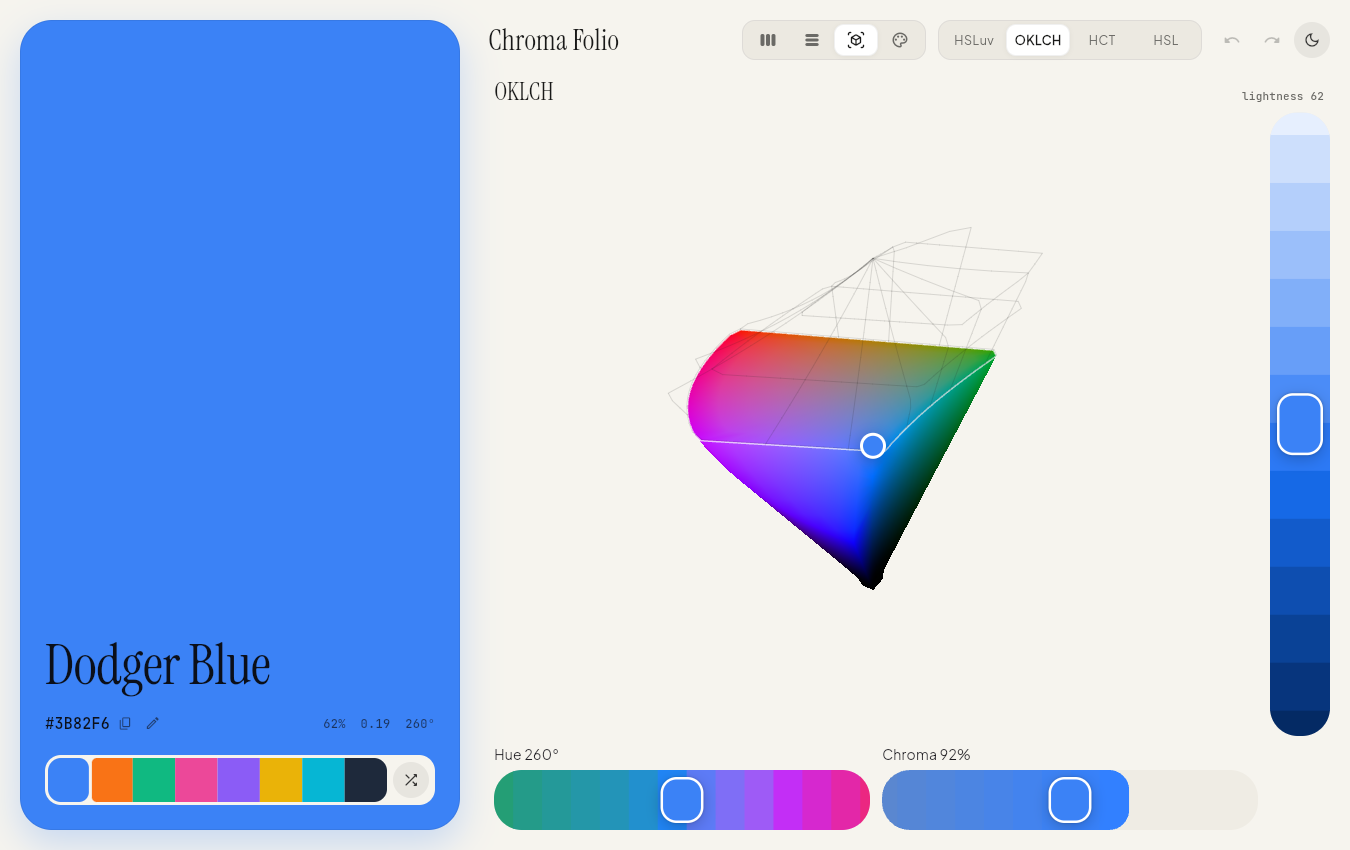 Chroma Folio
HSLuv
OKLCH
HCT
HSL
OKLCH
lightness 62
Dodger Blue
#3B82F6
62% 0.19 260°
Hue 260°
Chroma 92%